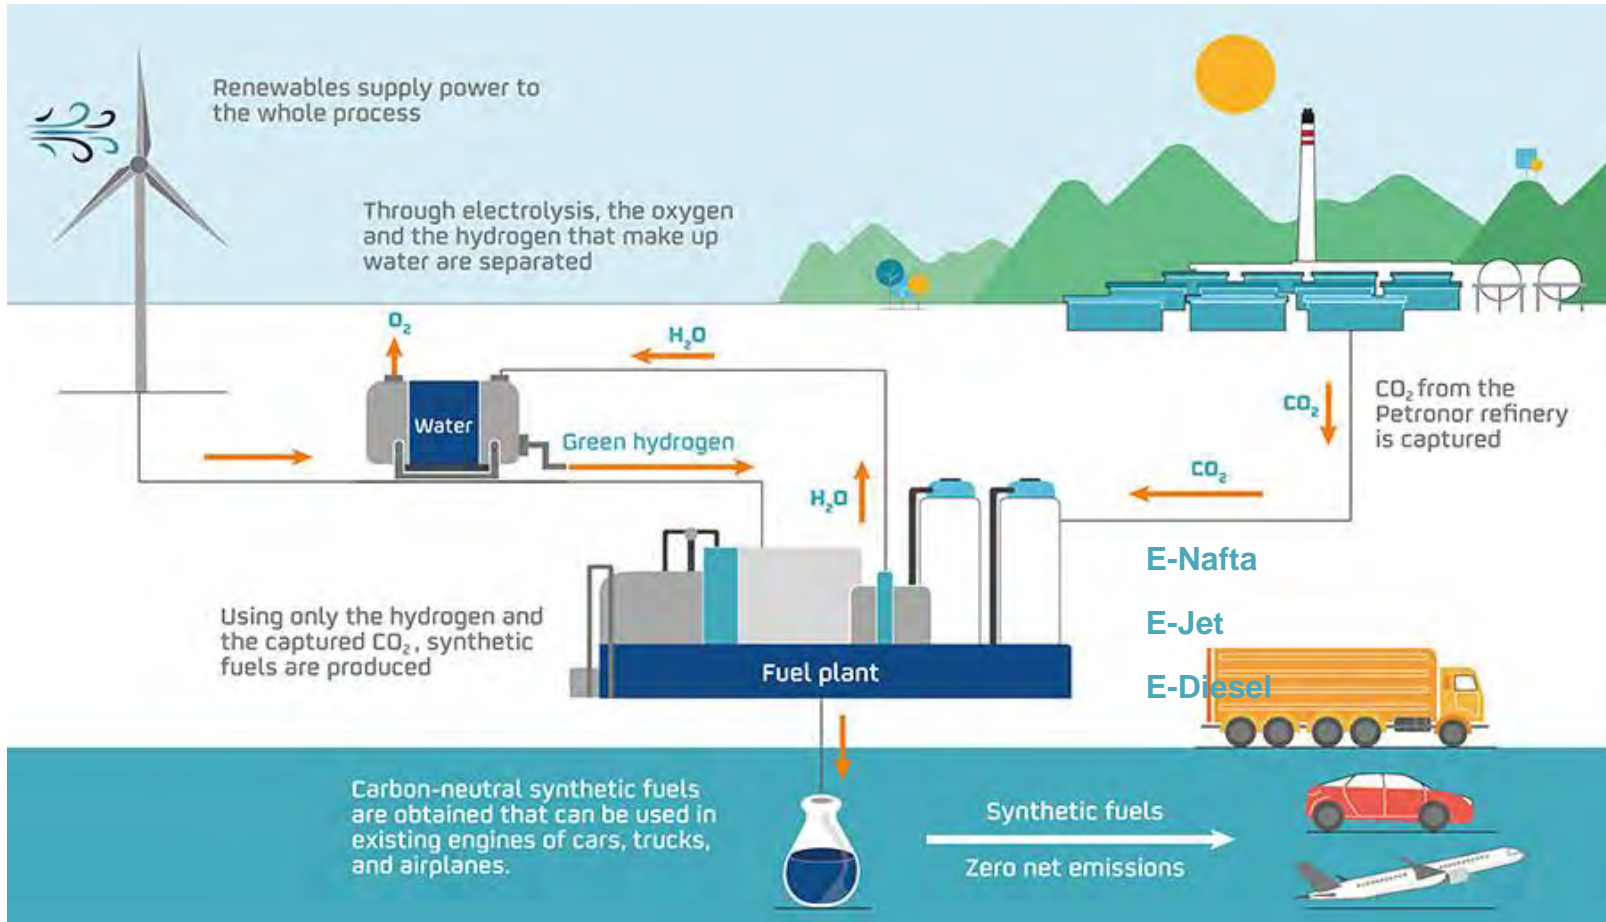 Renewables supply power to
the whole process
Through electrolysis, the oxygen
and the hydrogen that make up
water are separated
O₂
H₂O
Water
Green hydrogen
H₂O
CO₂
CO₂
CO₂ from the
Petronor refinery
is captured
E-Nafta
E-Jet
E-Diesel
Using only the hydrogen and
the captured CO₂, synthetic
fuels are produced
Fuel plant
Carbon-neutral synthetic fuels
are obtained that can be used in
existing engines of cars, trucks,
and airplanes.
Synthetic fuels
Zero net emissions